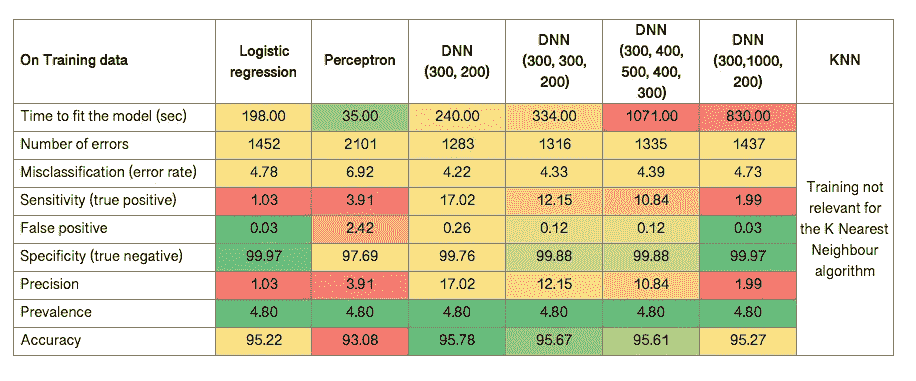 On Training data Logistic regression Perceptron DNN (300, 200) DNN (300, 300, 200) DNN (300, 400, 500, 400, 300) DNN (300,1000, 200) KNN
Time to fit the model (sec) 198.00 35.00 240.00 334.00 1071.00 830.00 Training not relevant for the K Nearest Neighbour algorithm
Number of errors 1452 2101 1283 1316 1335 1437
Misclassification (error rate) 4.78 6.92 4.22 4.33 4.39 4.73
Sensitivity (true positive) 1.03 3.91 17.02 12.15 10.84 1.99
False positive 0.03 2.42 0.26 0.12 0.12 0.03
Specificity (true negative) 99.97 97.69 99.76 99.88 99.88 99.97
Precision 1.03 3.91 17.02 12.15 10.84 1.99
Prevalence 4.80 4.80 4.80 4.80 4.80 4.80
Accuracy 95.22 93.08 95.78 95.67 95.61 95.27